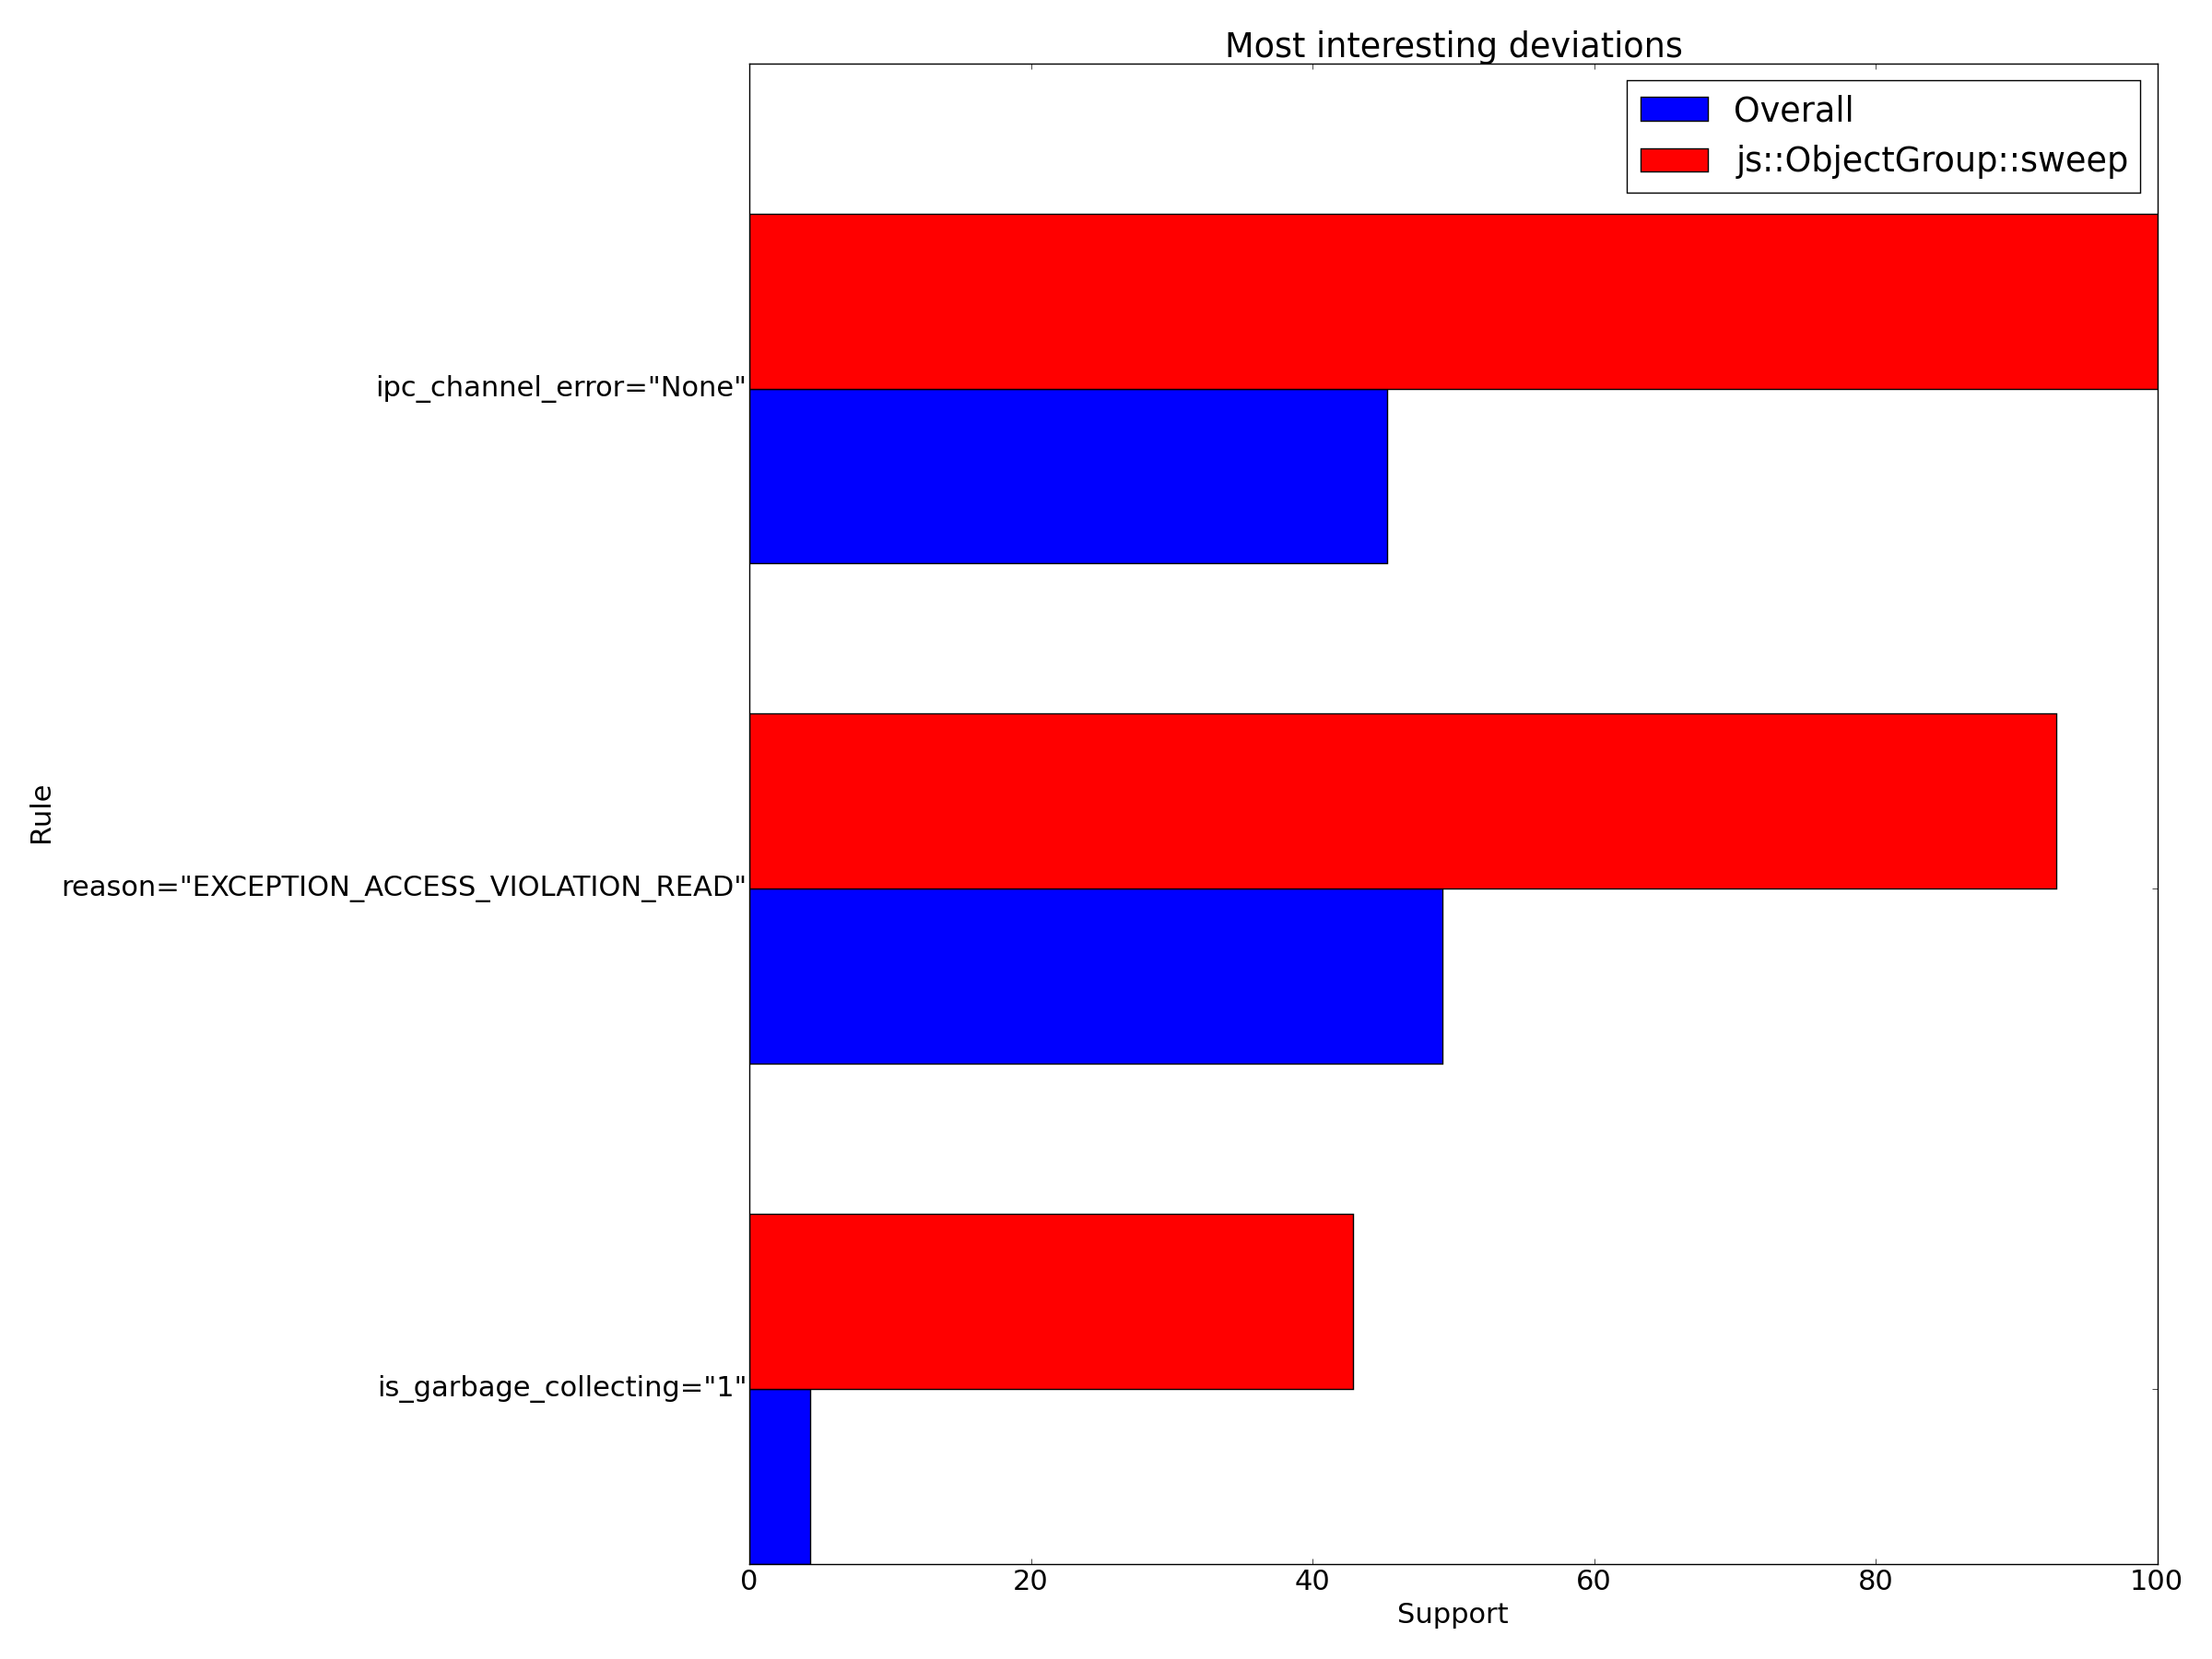 Most interesting deviations
Overall
js::ObjectGroup::sweep
ipc_channel_error="None"
Rule
reason="EXCEPTION_ACCESS_VIOLATION_READ"
is_garbage_collecting="1"
0 20 40 60 80 100
Support